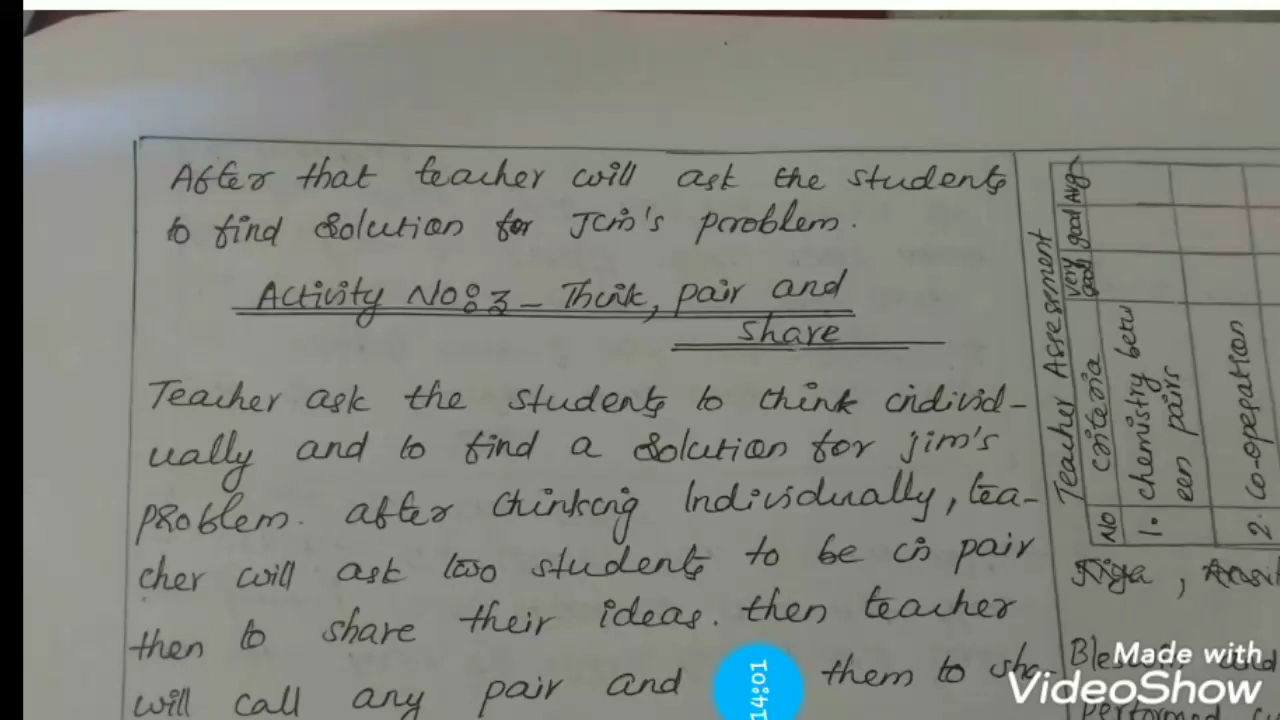 After that teacher will ask the students
to find solution for Jim's problem.
Activity No: 3 - Think, pair and
share
Teacher ask the students to think individ-
ually and to find a solution for jim's
problem. after thinking Individually, tea-
cher will ask two students to be in pair
then to share their ideas. then teacher
will call any pair and them to sha-
14:01
Teacher Assessment
No criteria very good good Avg
1. chemistry betw
een pairs
2. co-operation
and
Made with
VideoShow